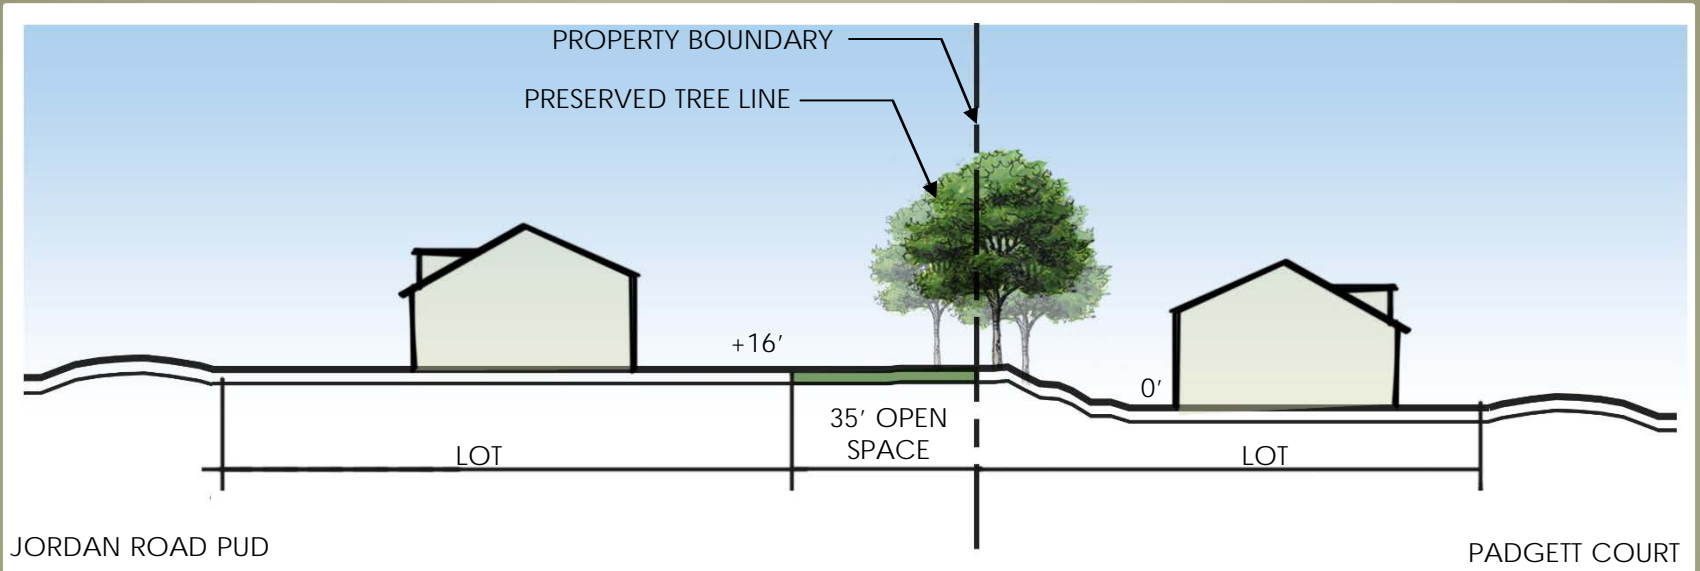 PROPERTY BOUNDARY
PRESERVED TREE LINE
+16′
0′
35′ OPEN
SPACE
LOT
LOT
JORDAN ROAD PUD
PADGETT COURT